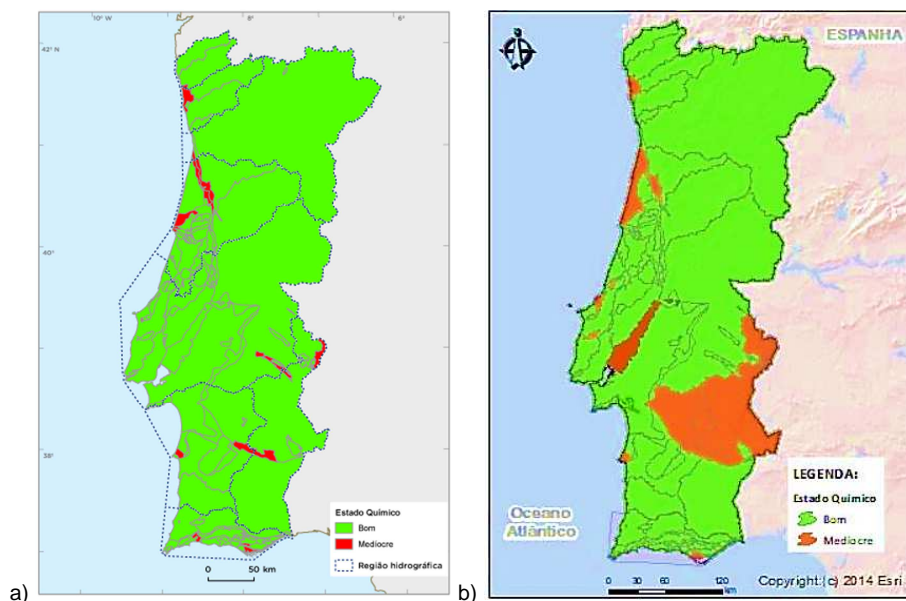 10° W
8°
6°
42° N
40°
38°
Estado Químico
Bom
Medíocre
Região hidrográfica
0
50 km
a)
ESPANHA
Oceano
Atlântico
LEGENDA:
Estado Químico
Bom
Medíocre
0
30
60
120
km
Copyright:(c) 2014 Esri
b)